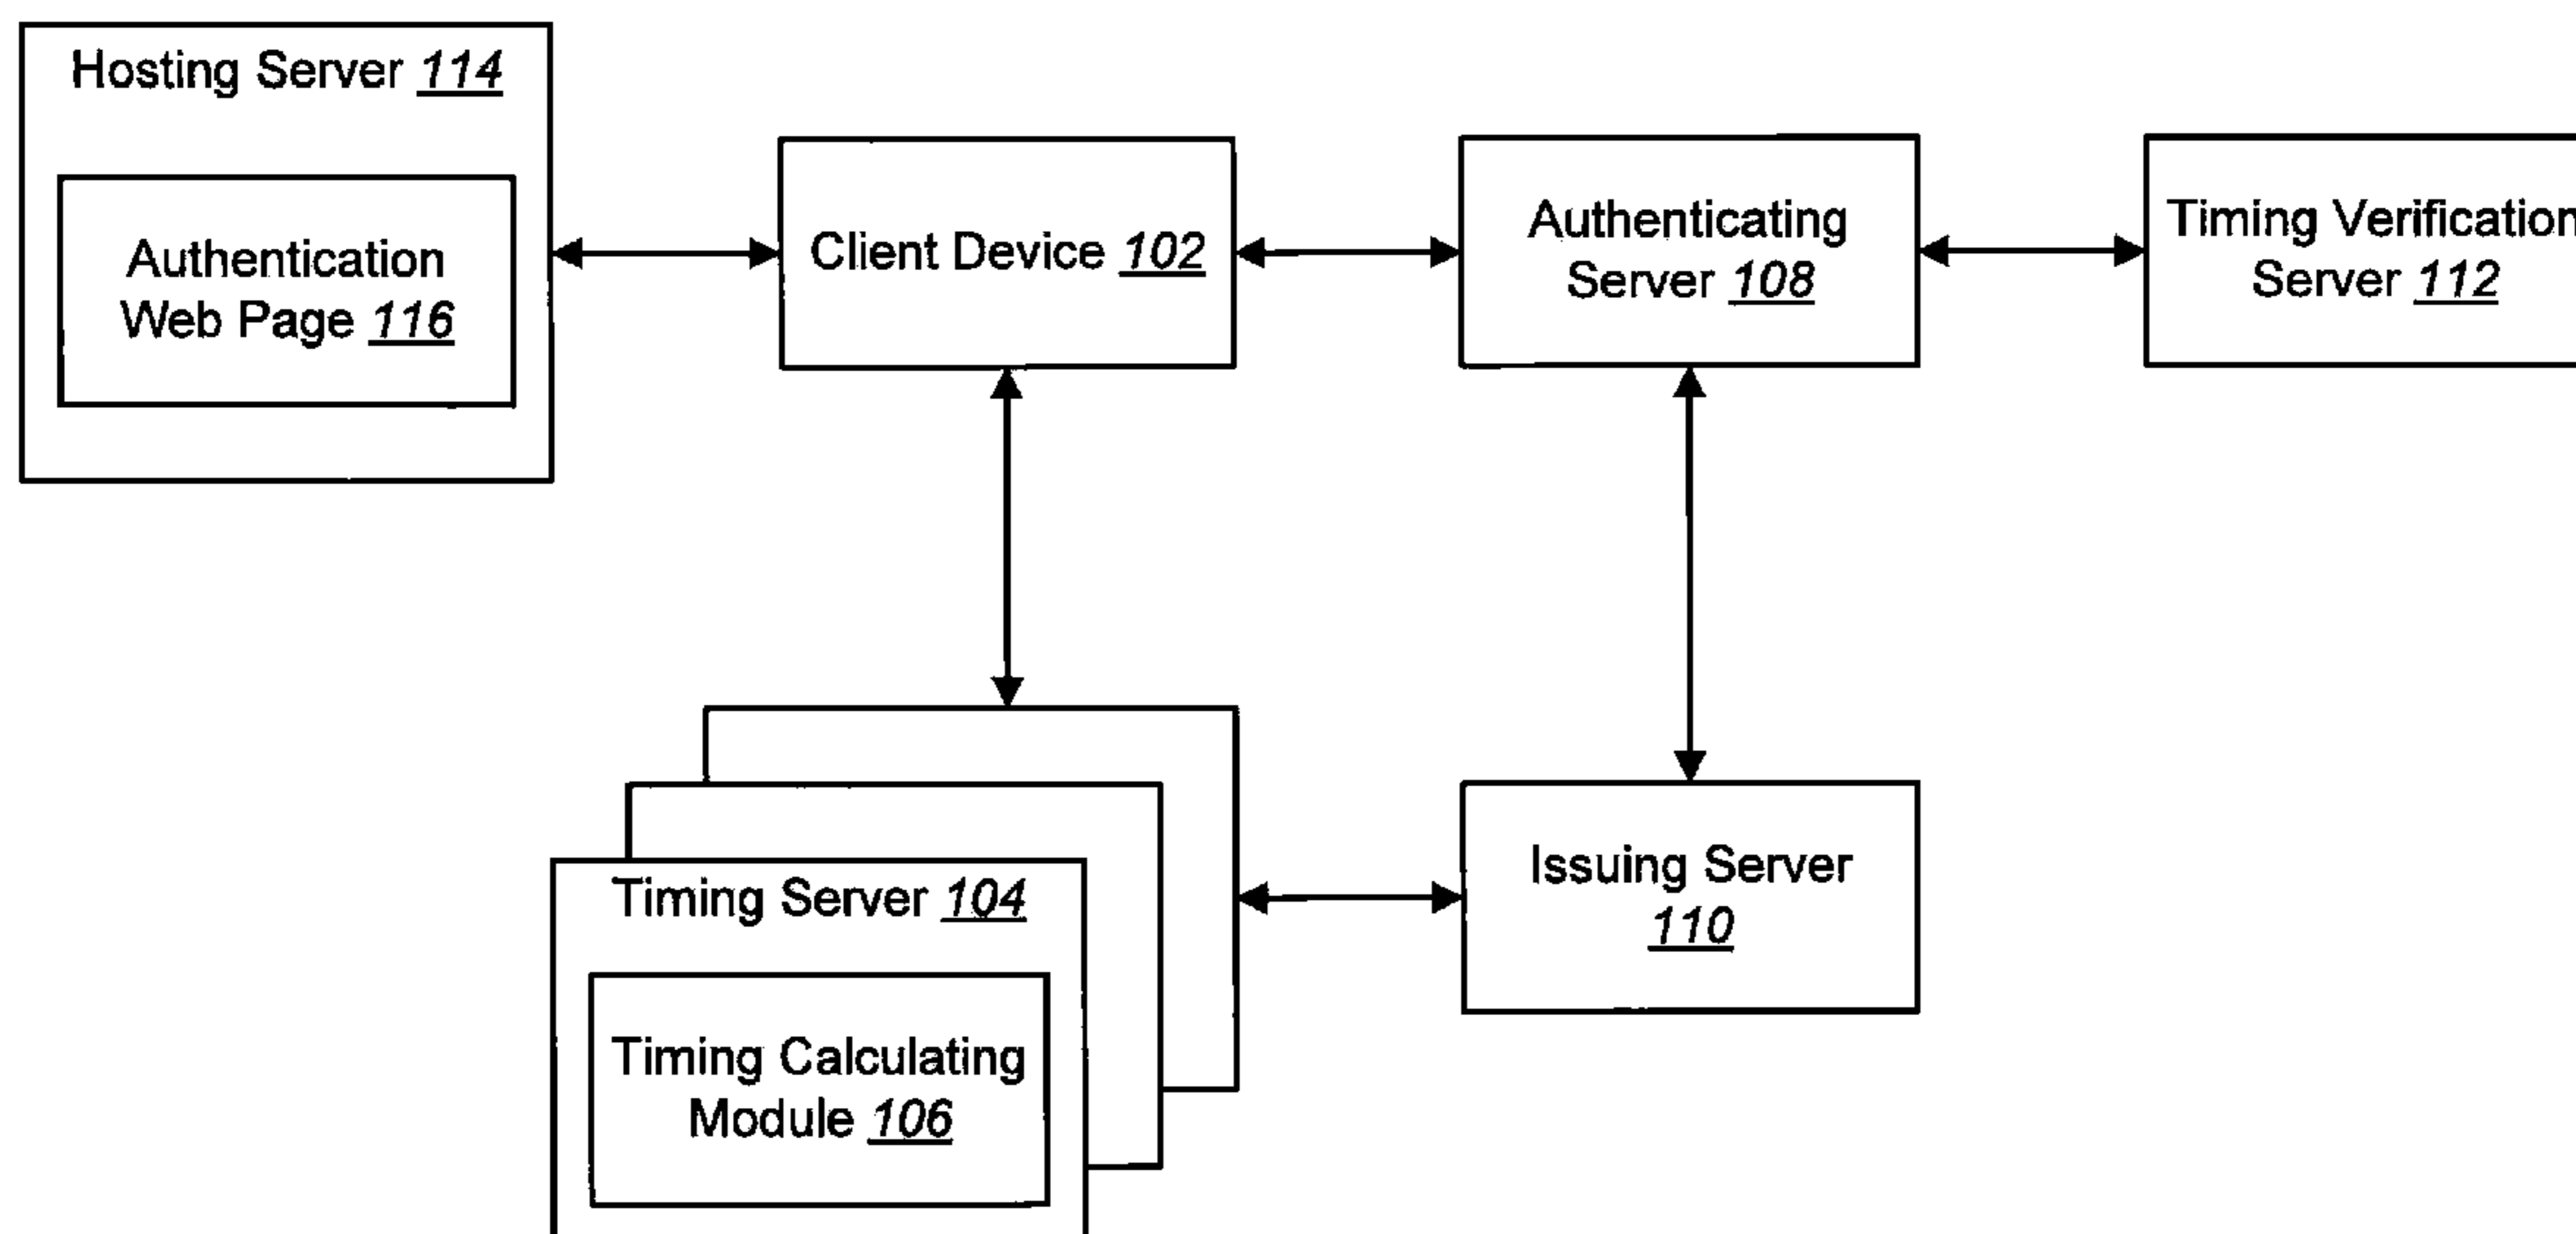 Hosting Server 114
Authentication
Web Page 116
Client Device 102
Authenticating
Server 108
Timing Verification
Server 112
Timing Server 104
Timing Calculating
Module 106
Issuing Server
110